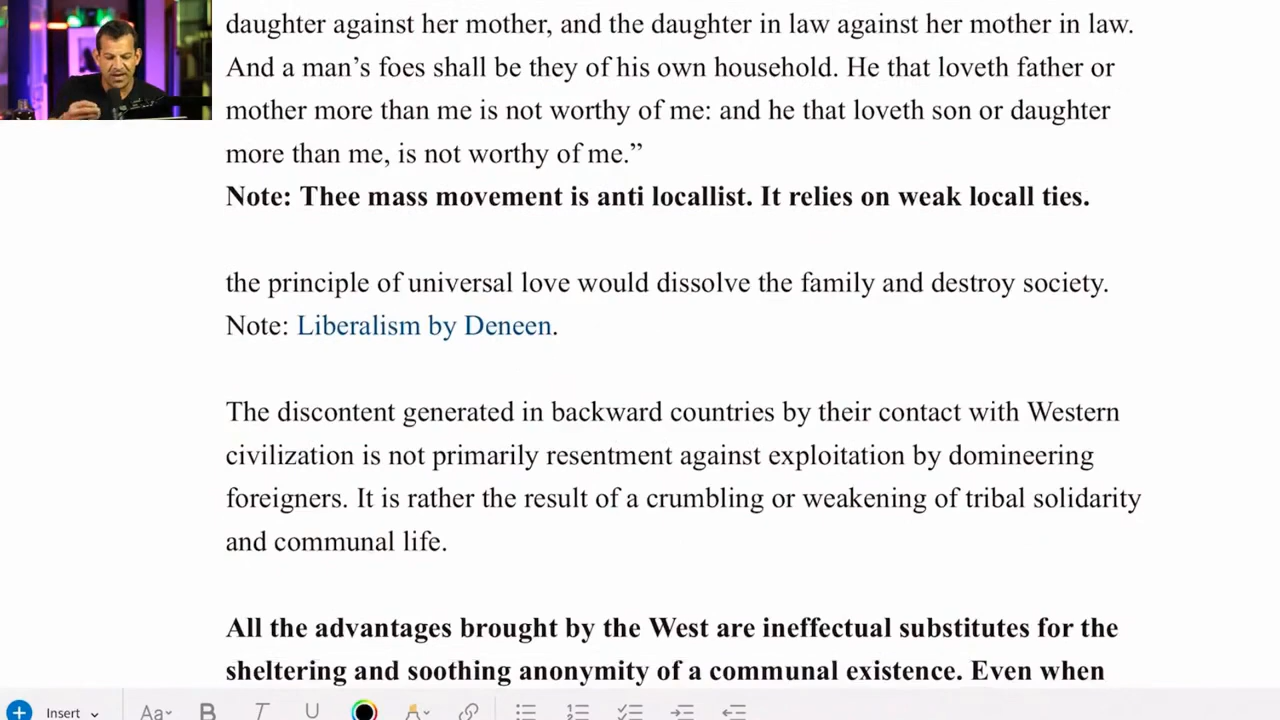 daughter against her mother, and the daughter in law against her mother in law.
And a man’s foes shall be they of his own household. He that loveth father or
mother more than me is not worthy of me: and he that loveth son or daughter
more than me, is not worthy of me.”
Note: Thee mass movement is anti locallist. It relies on weak locall ties.
the principle of universal love would dissolve the family and destroy society.
Note: Liberalism by Deneen.
The discontent generated in backward countries by their contact with Western
civilization is not primarily resentment against exploitation by domineering
foreigners. It is rather the result of a crumbling or weakening of tribal solidarity
and communal life.
All the advantages brought by the West are ineffectual substitutes for the
sheltering and soothing anonymity of a communal existence. Even when
Insert Aa B I U